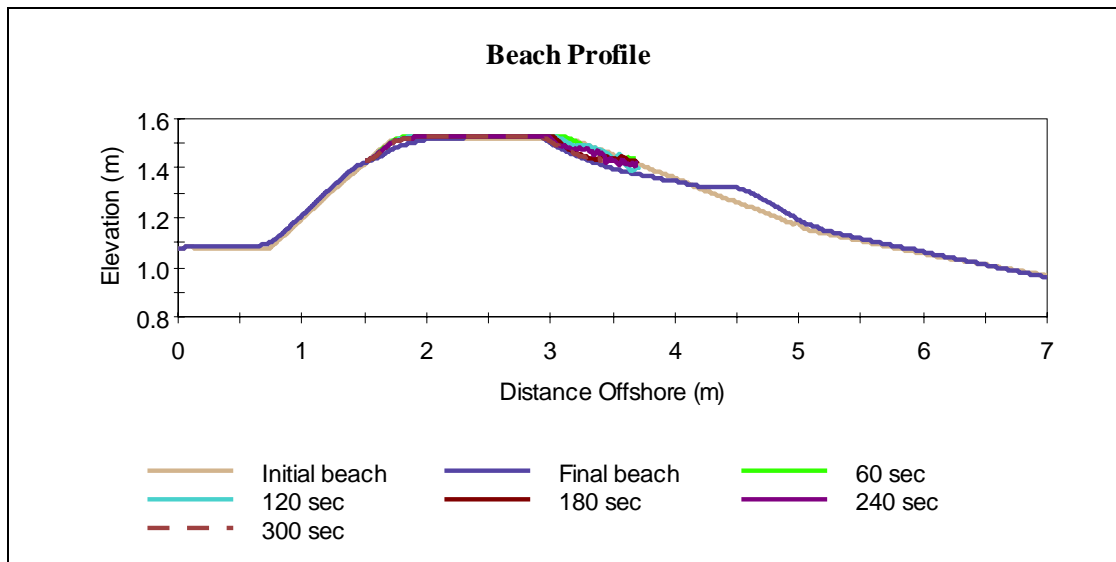 Beach Profile
1.6
1.4
1.2
1.0
0.8
Elevation (m)
0 1 2 3 4 5 6 7
Distance Offshore (m)
Initial beach Final beach 60 sec
120 sec 180 sec 240 sec
300 sec